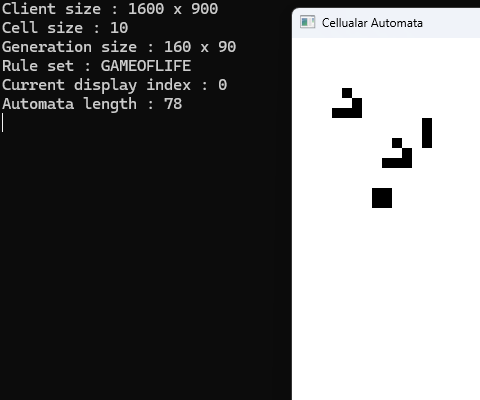 Client size : 1600 x 900
Cell size : 10
Generation size : 160 x 90
Rule set : GAMEOFLIFE
Current display index : 0
Automata length : 78
Cellualar Automata